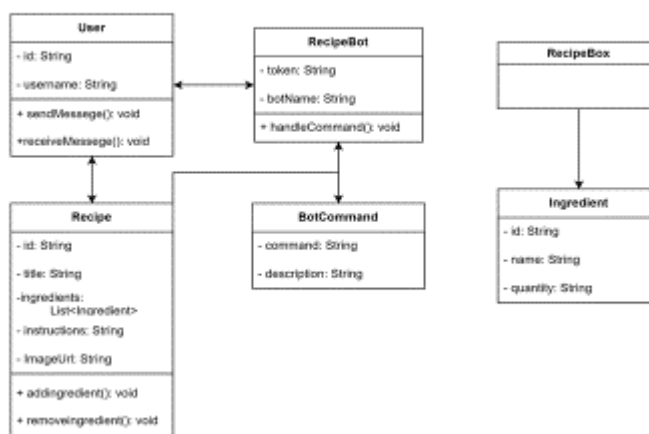 User
- id: String
- username: String
+ sendMessege(): void
+receiveMessege(): void
RecipeBot
- token: String
- botName: String
+ handleCommand(): void
RecipeBox
Recipe
- id: String
- title: String
-ingredients:
List<Ingredient>
- instructions: String
- ImageUrl: String
+ addingredient(): void
+ removeingredient(): void
BotCommand
- command: String
- description: String
Ingredient
- id: String
- name: String
- quantity: String